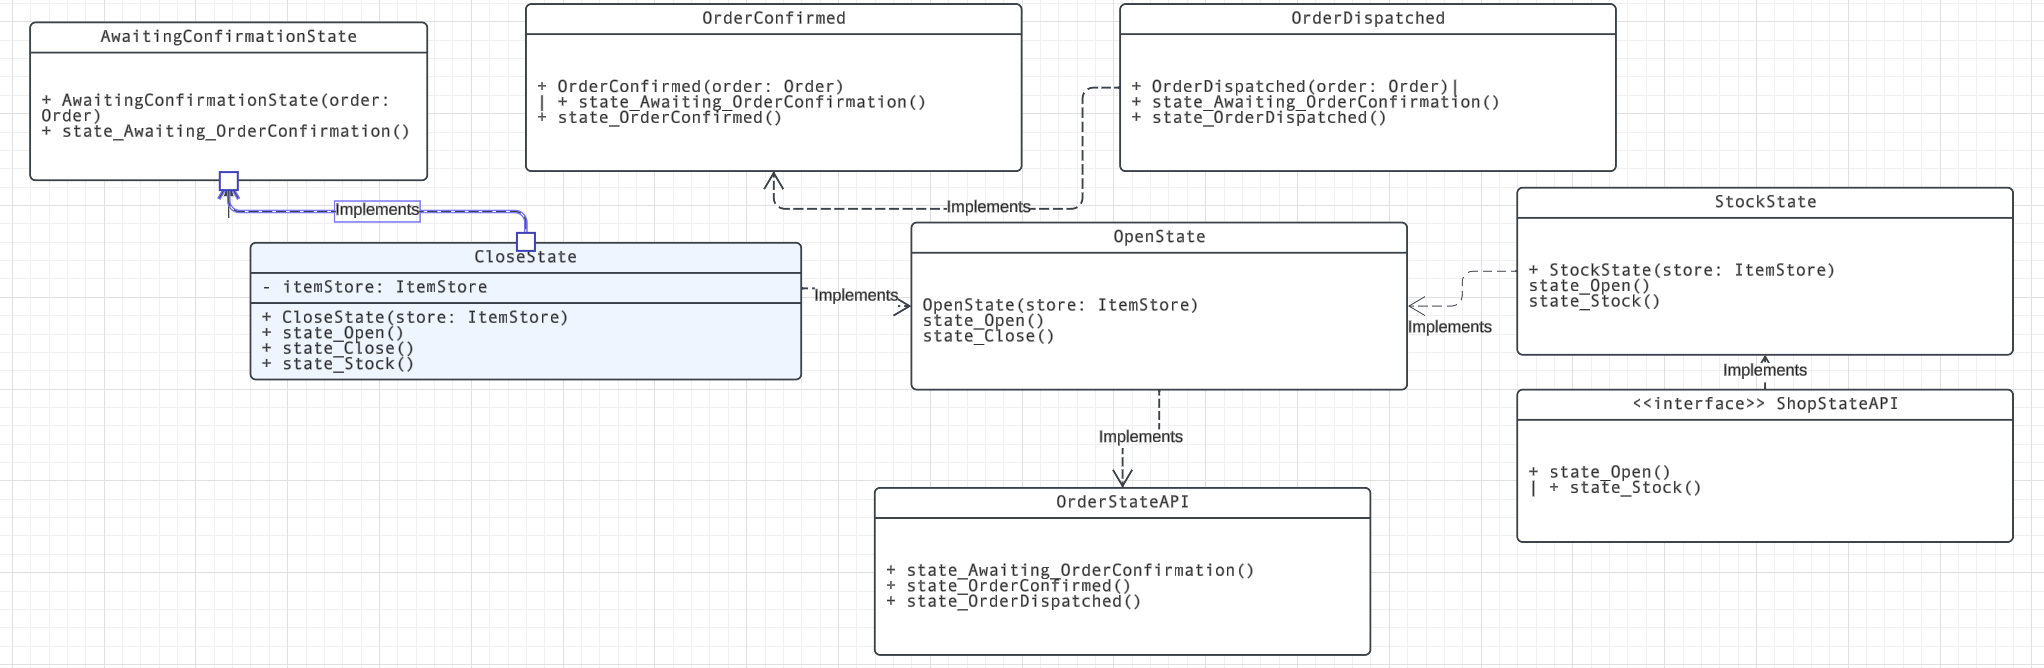 AwaitingConfirmationState
+ AwaitingConfirmationState(order:
Order)
+ state_Awaiting_OrderConfirmation()
OrderConfirmed
+ OrderConfirmed(order: Order)
| + state_Awaiting_OrderConfirmation()
+ state_OrderConfirmed()
OrderDispatched
+ OrderDispatched(order: Order)|
+ state_Awaiting_OrderConfirmation()
+ state_OrderDispatched()
Implements
Implements
CloseState
- itemStore: ItemStore
+ CloseState(store: ItemStore)
+ state_Open()
+ state_Close()
+ state_Stock()
Implements
OpenState
OpenState(store: ItemStore)
state_Open()
state_Close()
Implements
StockState
+ StockState(store: ItemStore)
state_Open()
state_Stock()
Implements
<<interface>> ShopStateAPI
+ state_Open()
| + state_Stock()
Implements
OrderStateAPI
+ state_Awaiting_OrderConfirmation()
+ state_OrderConfirmed()
+ state_OrderDispatched()